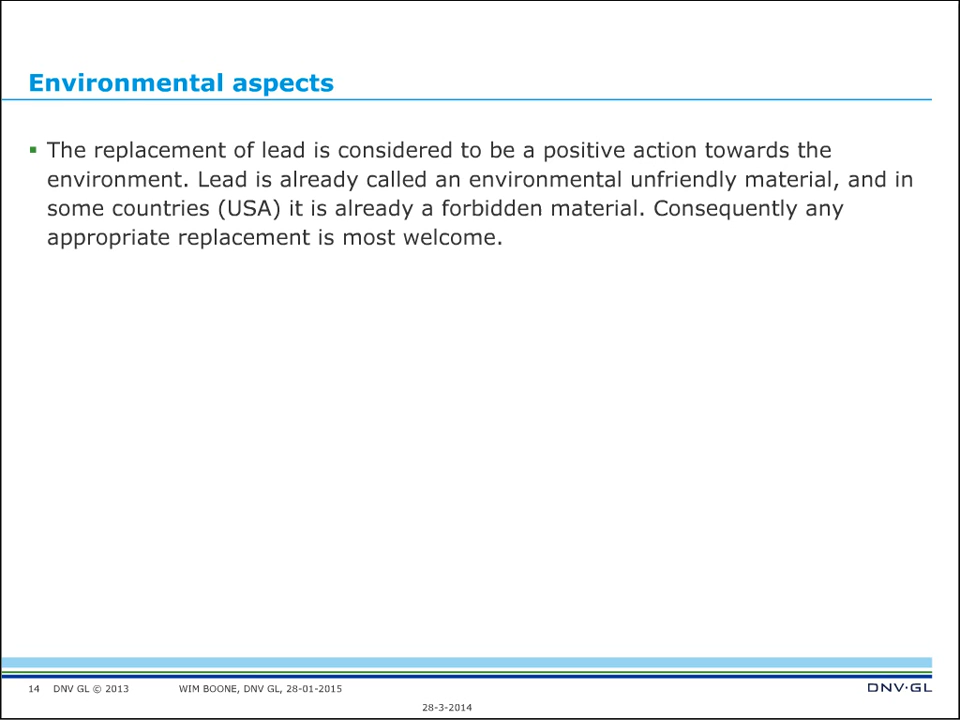 Environmental aspects
▪ The replacement of lead is considered to be a positive action towards the
environment. Lead is already called an environmental unfriendly material, and in
some countries (USA) it is already a forbidden material. Consequently any
appropriate replacement is most welcome.
14 DNV GL © 2013 WIM BOONE, DNV GL, 28-01-2015
DNV·GL
28-3-2014